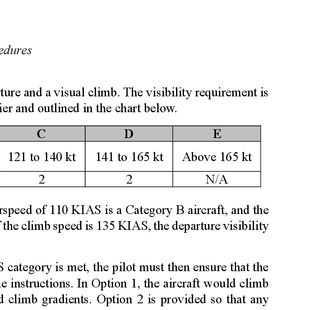 edures
ture and a visual climb. The visibility requirement is
ier and outlined in the chart below.
C D E
121 to 140 kt 141 to 165 kt Above 165 kt
2 2 N/A
rspeed of 110 KIAS is a Category B aircraft, and the
f the climb speed is 135 KIAS, the departure visibility
S category is met, the pilot must then ensure that the
e instructions. In Option 1, the aircraft would climb
d climb gradients. Option 2 is provided so that any